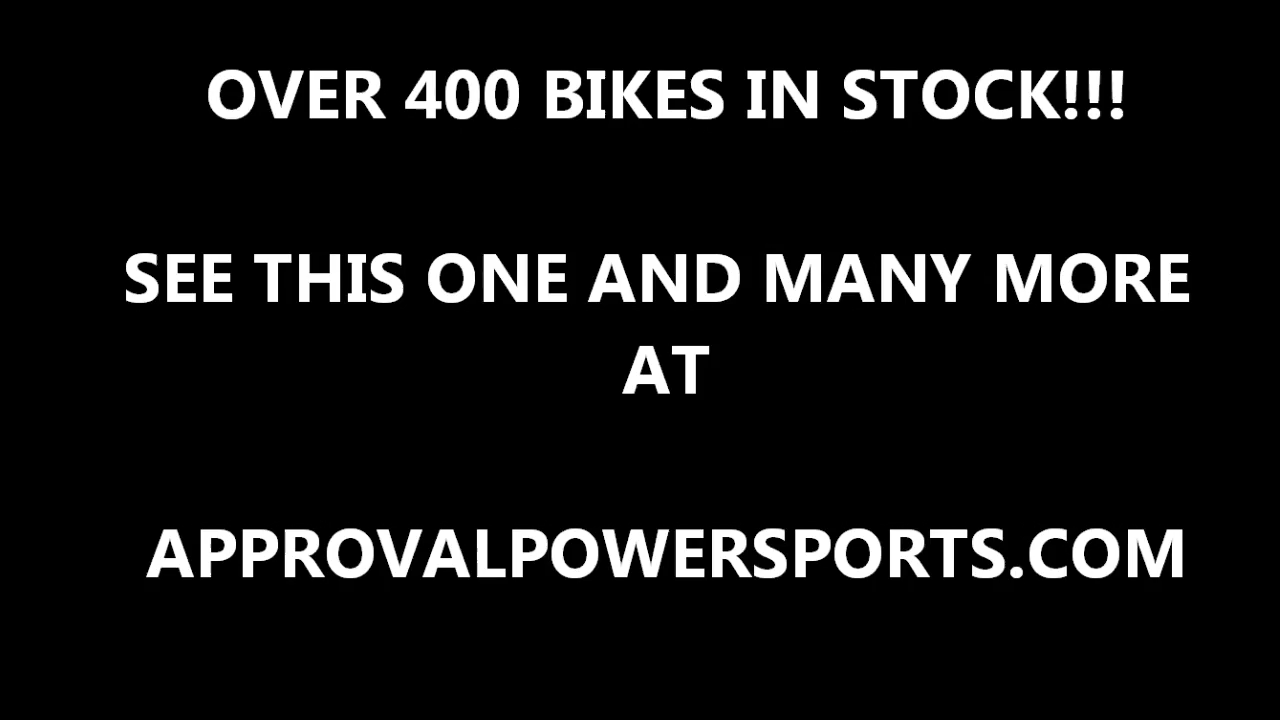 OVER 400 BIKES IN STOCK!!!
SEE THIS ONE AND MANY MORE
AT
APPROVALPOWERSPORTS.COM